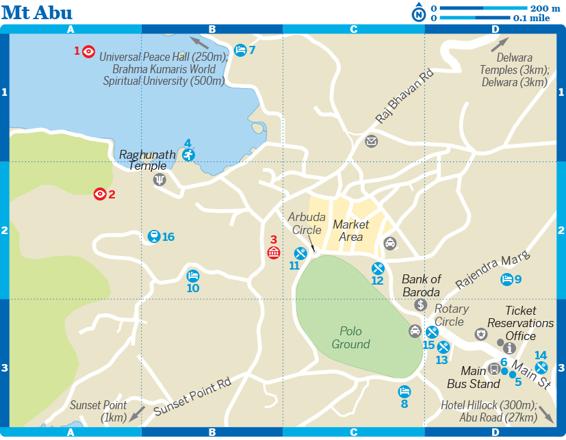 Mt Abu
N
0 200 m
0 0.1 mile
A
B
C
D
1
Universal Peace Hall (250m);
Brahma Kumaris World
Spiritual University (500m)
7
Delwara
Temples (3km);
Delwara (3km)
1
1
Raj Bhavan Rd
4
Raghunath
Temple
2
2
2
Arbuda
Circle
Market
Area
16
3
11
12
10
Rajendra Marg
9
Bank of
Baroda
$
Rotary
Circle
Ticket
Reservations
Office
Polo
Ground
15
13
14
3
3
Main
Bus Stand
6
5
Main St
8
Sunset Point Rd
Sunset Point
(1km)
Hotel Hillock (300m);
Abu Road (27km)
A
B
C
D